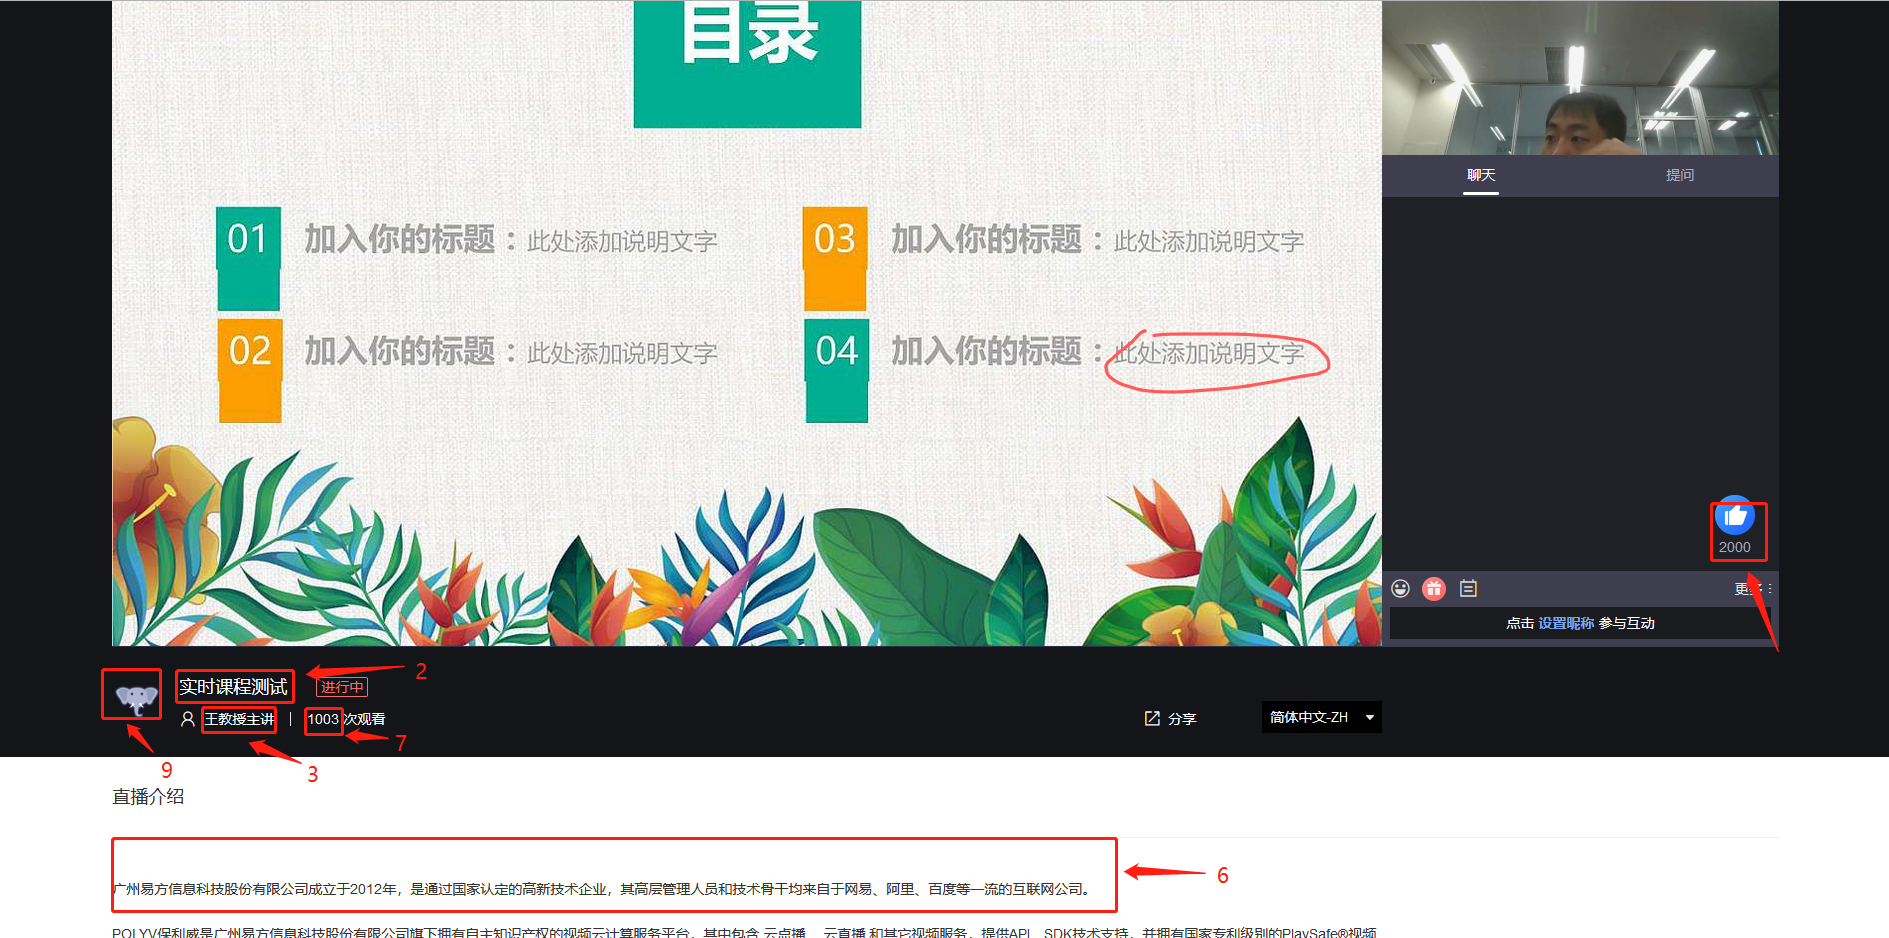 目录
01 加入你的标题：此处添加说明文字
03 加入你的标题：此处添加说明文字
02 加入你的标题：此处添加说明文字
04 加入你的标题：此处添加说明文字
聊天 提问
2000
更多
点击 设置昵称 参与互动
实时课程测试 进行中 2
王教授主讲 | 1003 次观看 7
分享 简体中文-ZH
9 3
直播介绍
广州易方信息科技股份有限公司成立于2012年，是通过国家认定的高新技术企业，其高层管理人员和技术骨干均来自于网易、阿里、百度等一流的互联网公司。
6
POLYV保利威是广州易方信息科技股份有限公司旗下拥有自主知识产权的视频云计算服务平台，其中包含 云点播 、 云直播 和其它视频服务，提供API、SDK技术支持，并拥有国家专利级别的PlaySafe®视频